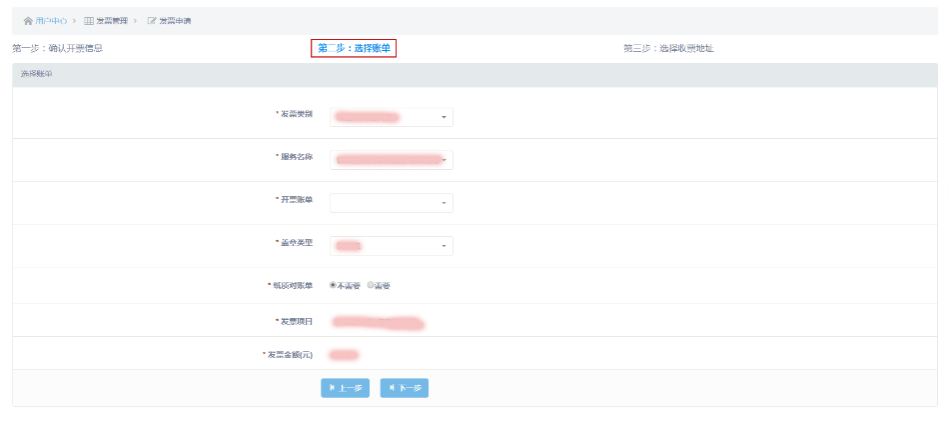 用户中心 > 发票管理 > 发票申请
第一步：确认开票信息 第二步：选择账单 第三步：选择收票地址
选择账单
* 发票类别
* 服务名称
* 开票账单
* 盖章类型
* 纸质对账单 不需要 需要
* 发票项目
* 发票金额(元)
上一步 下一步